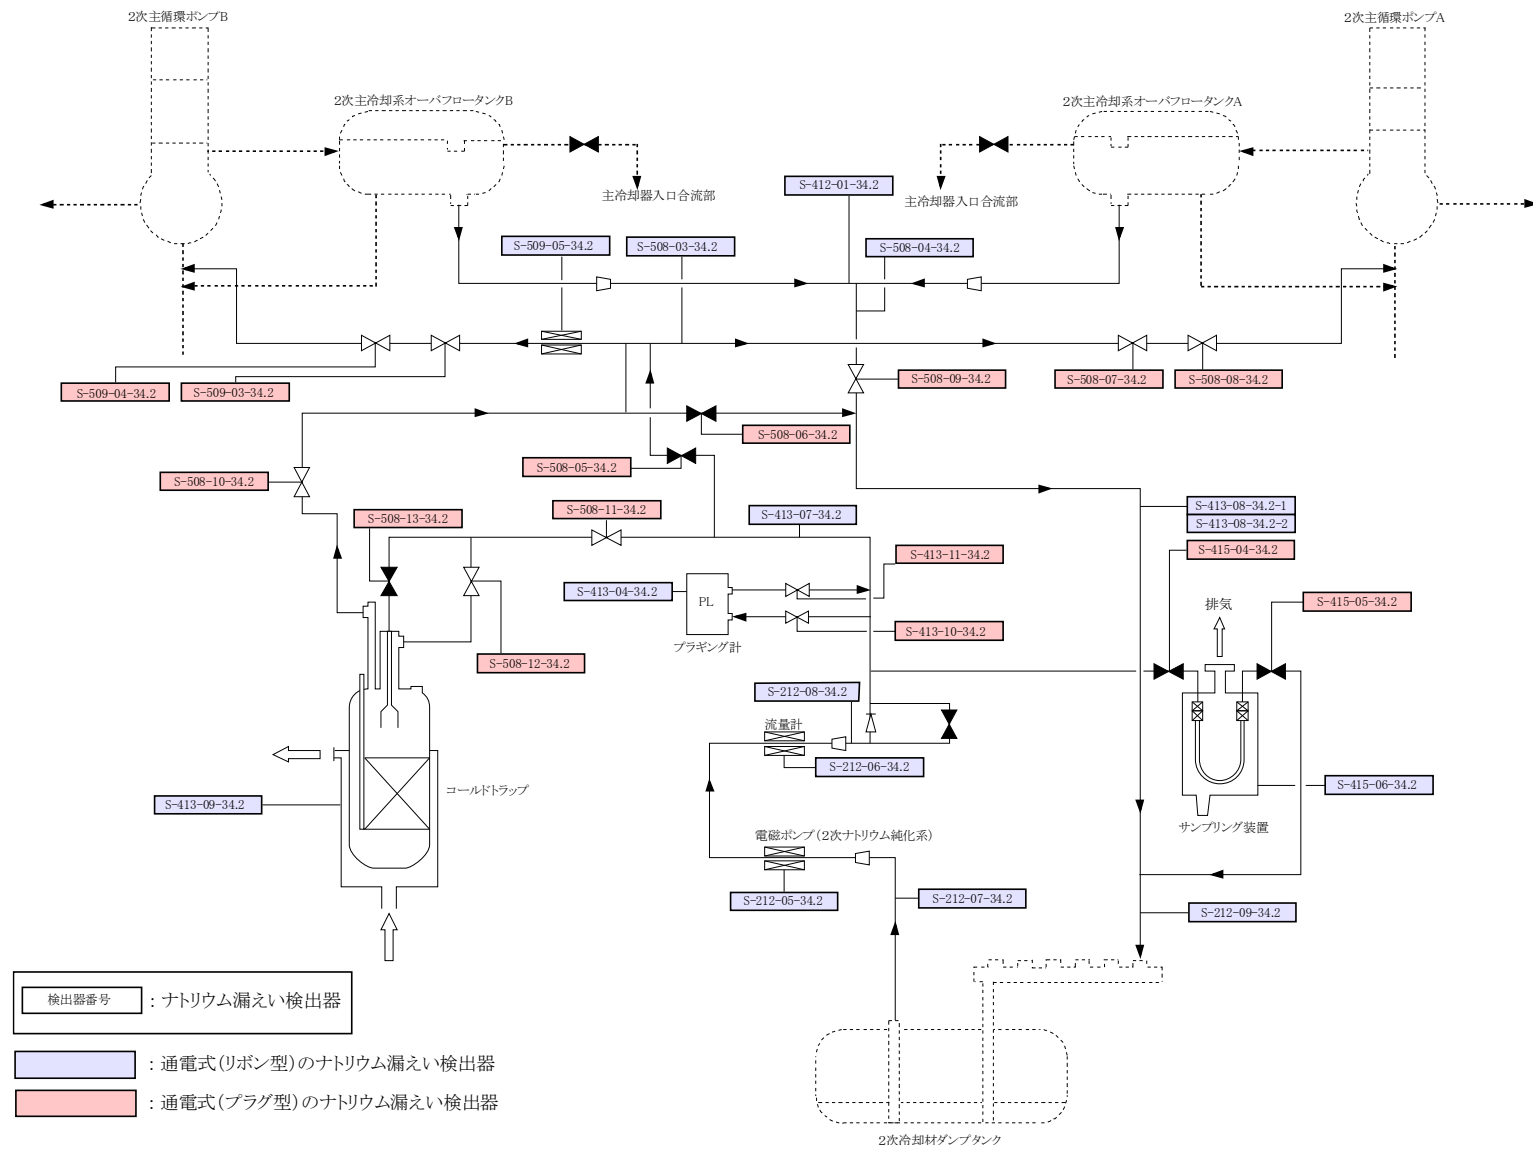 2次主循環ポンプB
2次主循環ポンプA
2次主冷却系オーバフロータンクB
2次主冷却系オーバフロータンクA
S-412-01-34.2
主冷却器入口合流部
主冷却器入口合流部
S-509-05-34.2
S-508-03-34.2
S-508-04-34.2
S-509-04-34.2
S-509-03-34.2
S-508-09-34.2
S-508-07-34.2
S-508-08-34.2
S-508-06-34.2
S-508-05-34.2
S-508-10-34.2
S-508-13-34.2
S-508-11-34.2
S-413-07-34.2
S-413-08-34.2-1
S-413-08-34.2-2
S-415-04-34.2
S-413-11-34.2
S-413-04-34.2
PL
排気
S-415-05-34.2
S-413-10-34.2
プラギング計
S-508-12-34.2
S-212-08-34.2
流量計
S-212-06-34.2
コールドトラップ
S-413-09-34.2
S-415-06-34.2
サンプリング装置
電磁ポンプ(2次ナトリウム純化系)
S-212-05-34.2
S-212-07-34.2
S-212-09-34.2
検出器番号 : ナトリウム漏えい検出器
: 通電式(リボン型)のナトリウム漏えい検出器
: 通電式(プラグ型)のナトリウム漏えい検出器
2次冷却材ダンプタンク